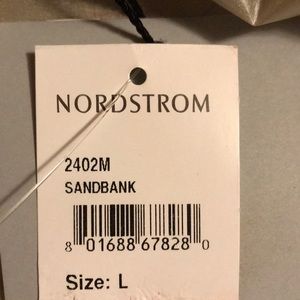 NORDSTROM
2402M
SANDBANK
8 01688 67828 0
Size: L